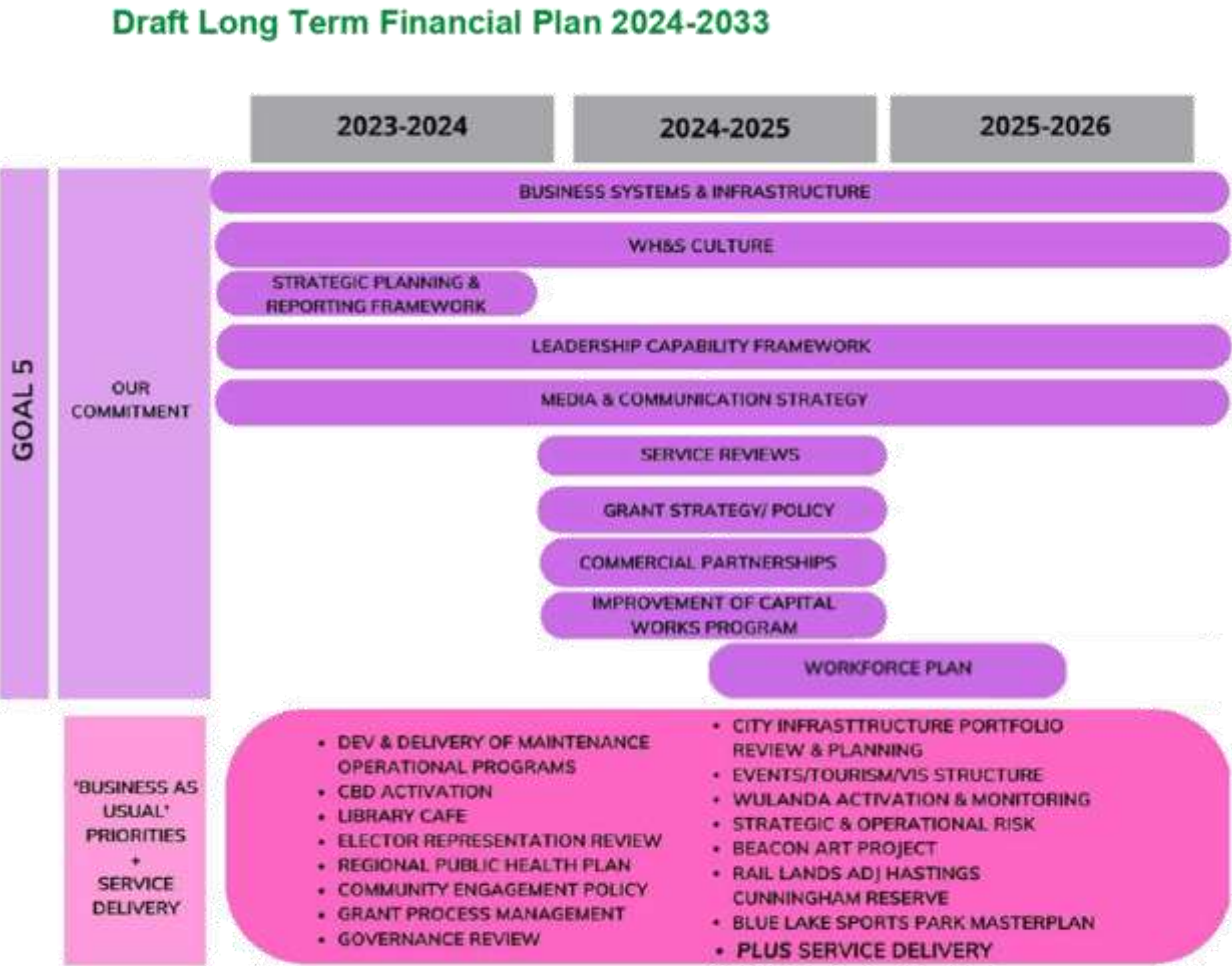 Draft Long Term Financial Plan 2024-2033
2023-2024
2024-2025
2025-2026
GOAL 5
OUR
COMMITMENT
BUSINESS SYSTEMS & INFRASTRUCTURE
WH&S CULTURE
STRATEGIC PLANNING &
REPORTING FRAMEWORK
LEADERSHIP CAPABILITY FRAMEWORK
MEDIA & COMMUNICATION STRATEGY
SERVICE REVIEWS
GRANT STRATEGY/ POLICY
COMMERCIAL PARTNERSHIPS
IMPROVEMENT OF CAPITAL
WORKS PROGRAM
WORKFORCE PLAN
'BUSINESS AS
USUAL'
PRIORITIES
+
SERVICE
DELIVERY
• DEV & DELIVERY OF MAINTENANCE
OPERATIONAL PROGRAMS
• CBD ACTIVATION
• LIBRARY CAFE
• ELECTOR REPRESENTATION REVIEW
• REGIONAL PUBLIC HEALTH PLAN
• COMMUNITY ENGAGEMENT POLICY
• GRANT PROCESS MANAGEMENT
• GOVERNANCE REVIEW
• CITY INFRASTTRUCTURE PORTFOLIO
REVIEW & PLANNING
• EVENTS/TOURISM/VIS STRUCTURE
• WULANDA ACTIVATION & MONITORING
• STRATEGIC & OPERATIONAL RISK
• BEACON ART PROJECT
• RAIL LANDS ADJ HASTINGS
CUNNINGHAM RESERVE
• BLUE LAKE SPORTS PARK MASTERPLAN
• PLUS SERVICE DELIVERY